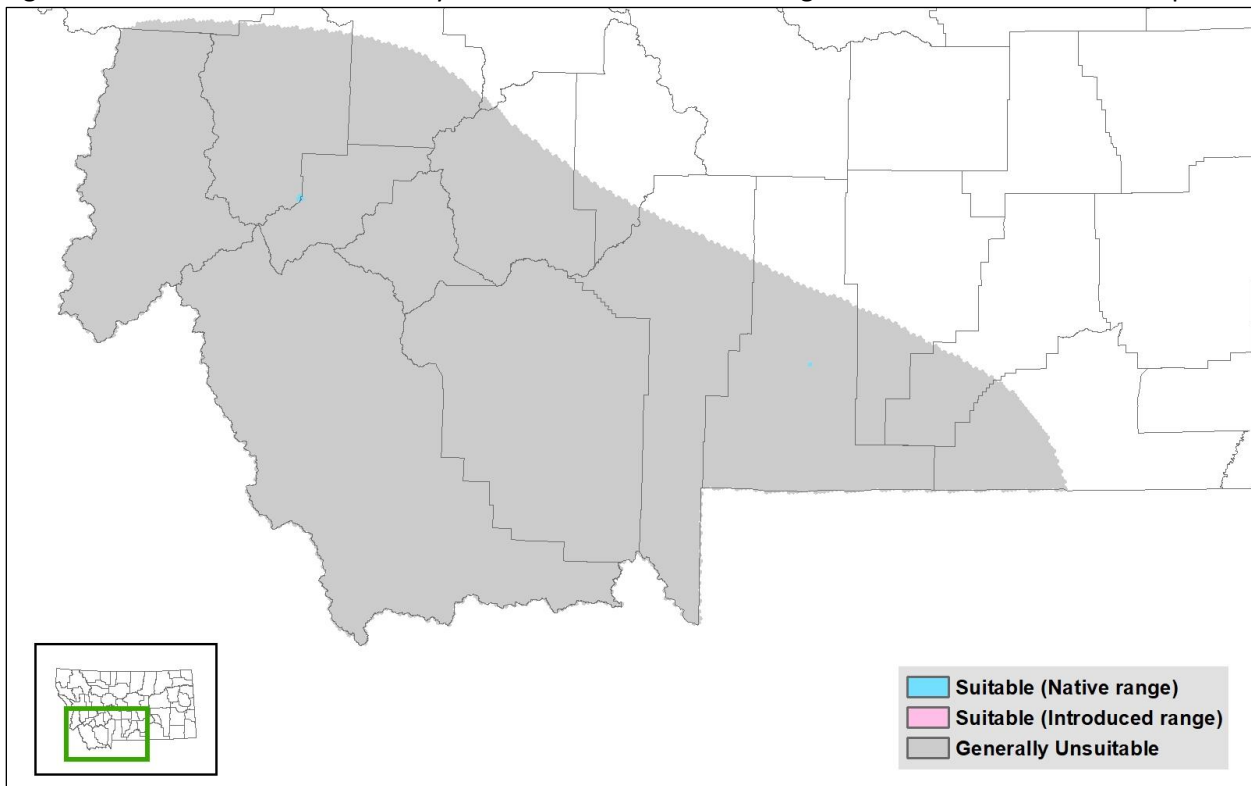 Suitable (Native range)
Suitable (Introduced range)
Generally Unsuitable